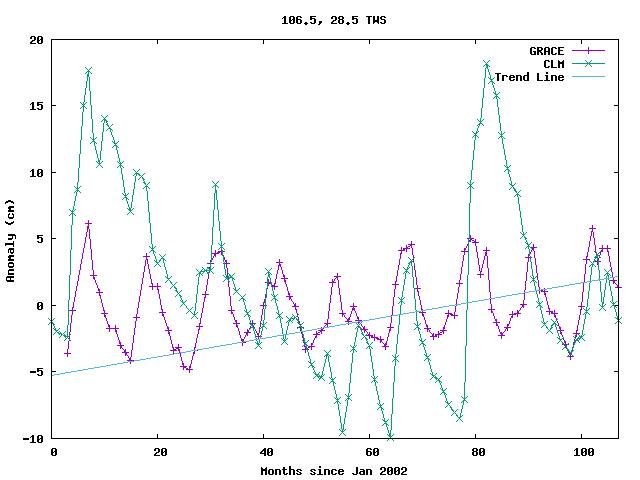 106.5, 28.5 TWS
GRACE
CLM
Trend Line
20
15
10
5
0
-5
-10
Anomaly (cm)
0 20 40 60 80 100
Months since Jan 2002